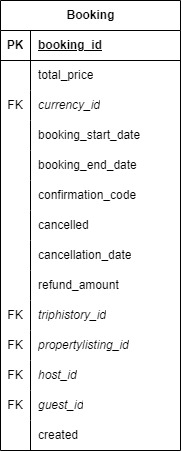 Booking
PK booking_id
total_price
FK currency_id
booking_start_date
booking_end_date
confirmation_code
cancelled
cancellation_date
refund_amount
FK triphistory_id
FK propertylisting_id
FK host_id
FK guest_id
created